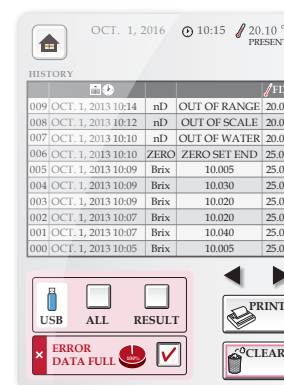 OCT. 1, 2016 10:15 20.10 °
PRESENT
HISTORY
009 OCT. 1, 2013 10:14 nD OUT OF RANGE 20.0
008 OCT. 1, 2013 10:12 nD OUT OF SCALE 20.0
007 OCT. 1, 2013 10:10 nD OUT OF WATER 20.0
006 OCT. 1, 2013 10:10 ZERO ZERO SET END 25.0
005 OCT. 1, 2013 10:09 Brix 10.005 25.0
004 OCT. 1, 2013 10:09 Brix 10.030 25.0
003 OCT. 1, 2013 10:09 Brix 10.020 25.0
002 OCT. 1, 2013 10:07 Brix 10.020 25.0
001 OCT. 1, 2013 10:07 Brix 10.040 25.0
000 OCT. 1, 2013 10:05 Brix 10.005 25.0
USB ALL RESULT
PRINT
ERROR
DATA FULL 100%
CLEAR